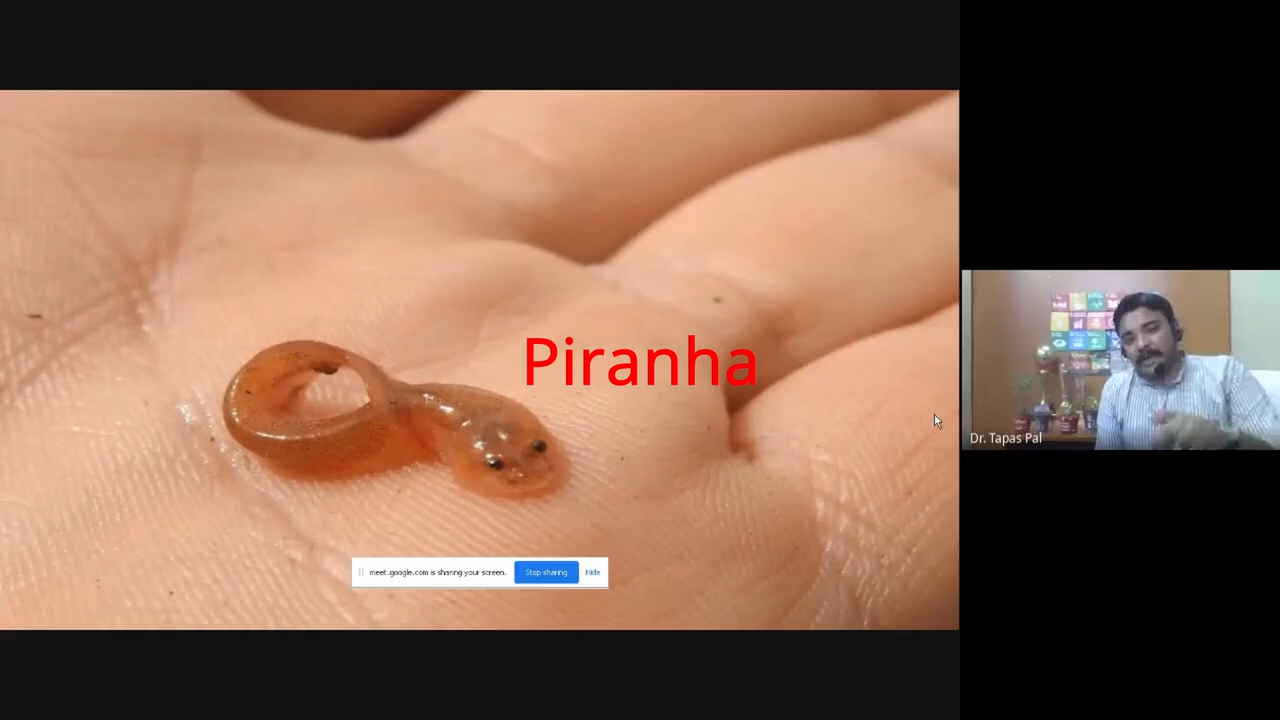 Piranha
meet.google.com is sharing your screen.
Stop sharing
Hide
Dr. Tapas Pal